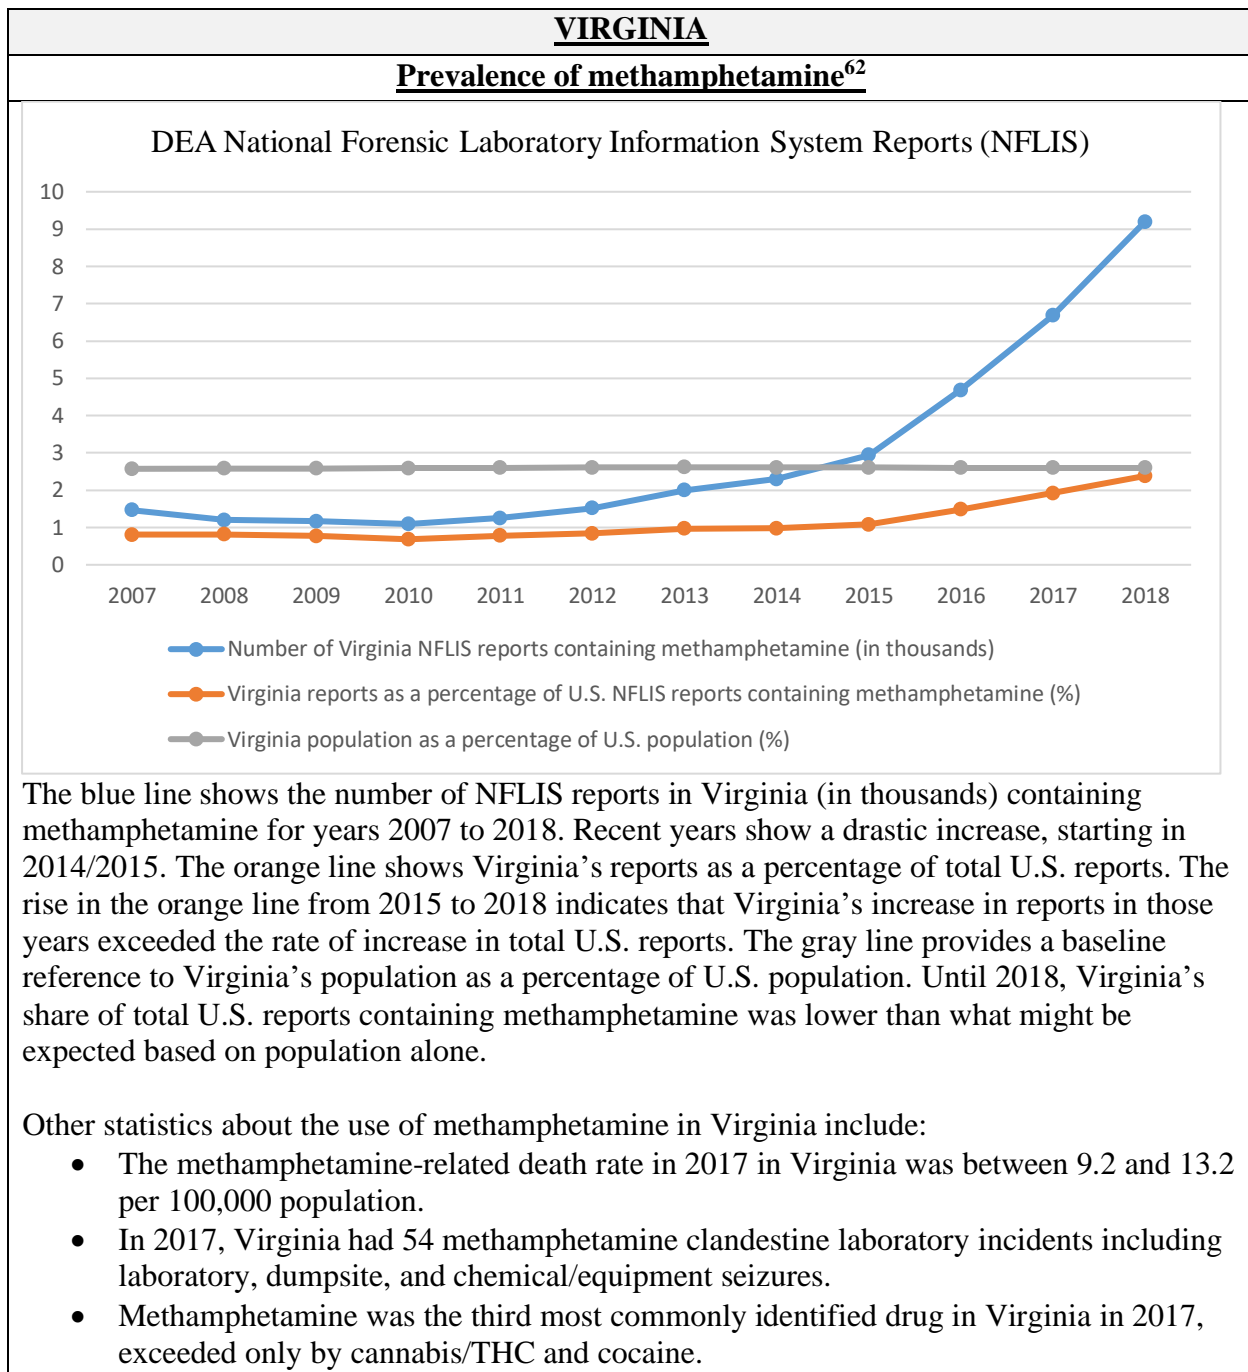 VIRGINIA
Prevalence of methamphetamine62
DEA National Forensic Laboratory Information System Reports (NFLIS)
10
9
8
7
6
5
4
3
2
1
0
2007 2008 2009 2010 2011 2012 2013 2014 2015 2016 2017 2018
Number of Virginia NFLIS reports containing methamphetamine (in thousands)
Virginia reports as a percentage of U.S. NFLIS reports containing methamphetamine (%)
Virginia population as a percentage of U.S. population (%)
The blue line shows the number of NFLIS reports in Virginia (in thousands) containing
methamphetamine for years 2007 to 2018. Recent years show a drastic increase, starting in
2014/2015. The orange line shows Virginia’s reports as a percentage of total U.S. reports. The
rise in the orange line from 2015 to 2018 indicates that Virginia’s increase in reports in those
years exceeded the rate of increase in total U.S. reports. The gray line provides a baseline
reference to Virginia’s population as a percentage of U.S. population. Until 2018, Virginia’s
share of total U.S. reports containing methamphetamine was lower than what might be
expected based on population alone.
Other statistics about the use of methamphetamine in Virginia include:
• The methamphetamine-related death rate in 2017 in Virginia was between 9.2 and 13.2
per 100,000 population.
• In 2017, Virginia had 54 methamphetamine clandestine laboratory incidents including
laboratory, dumpsite, and chemical/equipment seizures.
• Methamphetamine was the third most commonly identified drug in Virginia in 2017,
exceeded only by cannabis/THC and cocaine.